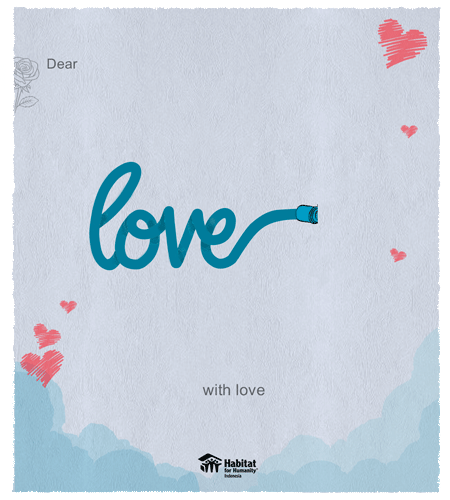 Dear
love
with love
Habitat
for Humanity®
Indonesia